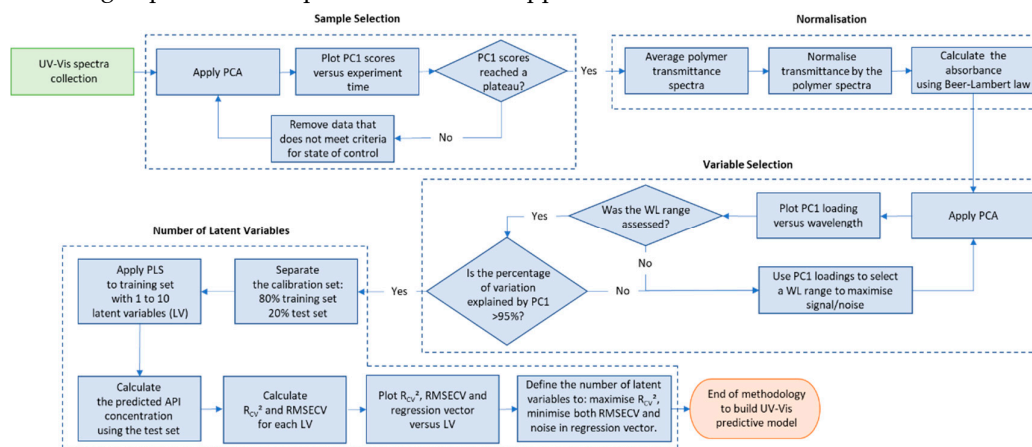 Sample Selection
Normalisation
UV-Vis spectra
collection
Apply PCA
Plot PC1 scores
versus experiment
time
PC1 scores
reached a
plateau?
Yes
Average polymer
transmittance
spectra
Normalise
transmittance by the
polymer spectra
Calculate the
absorbance
using Beer-Lambert law
Remove data that
does not meet criteria
for state of control
No
Variable Selection
Was the WL range
assessed?
Plot PC1 loading
versus wavelength
Apply PCA
Yes
No
Is the percentage
of variation
explained by PC1
>95%?
No
Use PC1 loadings to select
a WL range to maximise
signal/noise
Number of Latent Variables
Apply PLS
to training set
with 1 to 10
latent variables (LV)
Separate
the calibration set:
80% training set
20% test set
Yes
Calculate
the predicted API
concentration
using the test set
Calculate
R_CV² and RMSECV
for each LV
Plot R_CV², RMSECV and
regression vector
versus LV
Define the number of latent
variables to: maximise R_CV²,
minimise both RMSECV and
noise in regression vector.
End of methodology
to build UV-Vis
predictive model